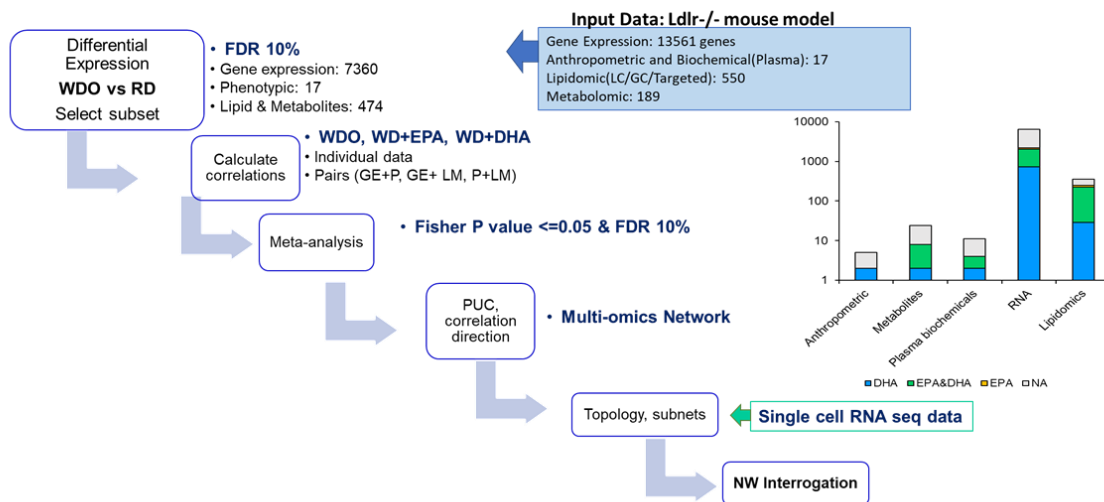 Input Data: Ldlr-/- mouse model
Gene Expression: 13561 genes
Anthropometric and Biochemical(Plasma): 17
Lipidomic(LC/GC/Targeted): 550
Metabolomic: 189
Differential
Expression
WDO vs RD
Select subset
• FDR 10%
• Gene expression: 7360
• Phenotypic: 17
• Lipid & Metabolites: 474
Calculate
correlations
• WDO, WD+EPA, WD+DHA
• Individual data
• Pairs (GE+P, GE+ LM, P+LM)
Meta-analysis
• Fisher P value <=0.05 & FDR 10%
PUC,
correlation
direction
• Multi-omics Network
Topology, subnets
Single cell RNA seq data
NW Interrogation
10000
1000
100
10
1
Anthropometric
Metabolites
Plasma biochemicals
RNA
Lipidomics
DHA EPA&DHA EPA NA